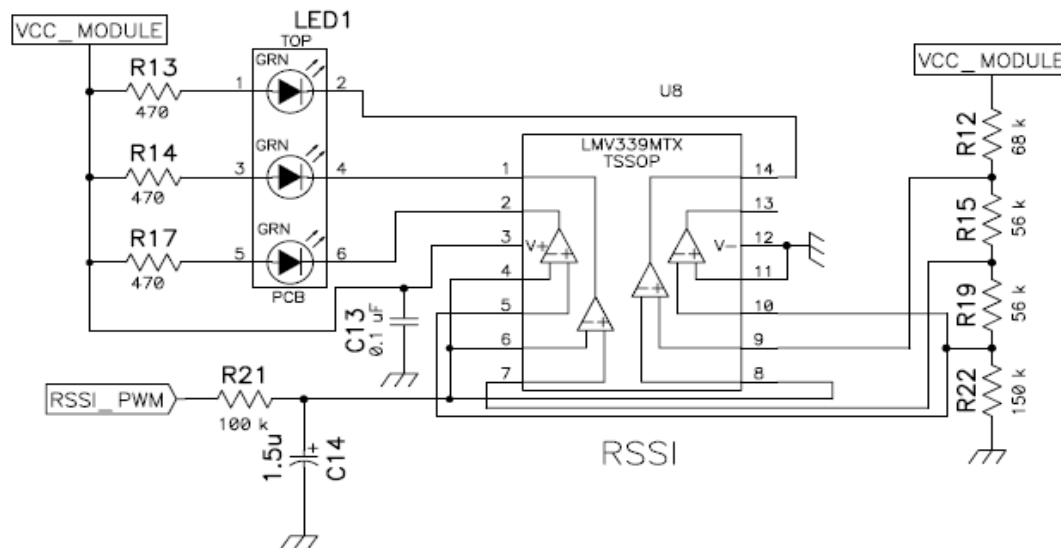 VCC_MODULE
LED1
TOP
R13
470
1
GRN
2
R14
470
3
GRN
4
R17
470
5
GRN
6
PCB
C13
0.1 uF
U8
LMV339MTX
TSSOP
1
2
3
4
5
6
7
V+
V-
14
13
12
11
10
9
8
-+
-+
-+
-+
VCC_MODULE
R12
68 k
R15
56 k
R19
56 k
R22
150 k
RSSI_PWM
R21
100 k
1.5u
+
C14
RSSI